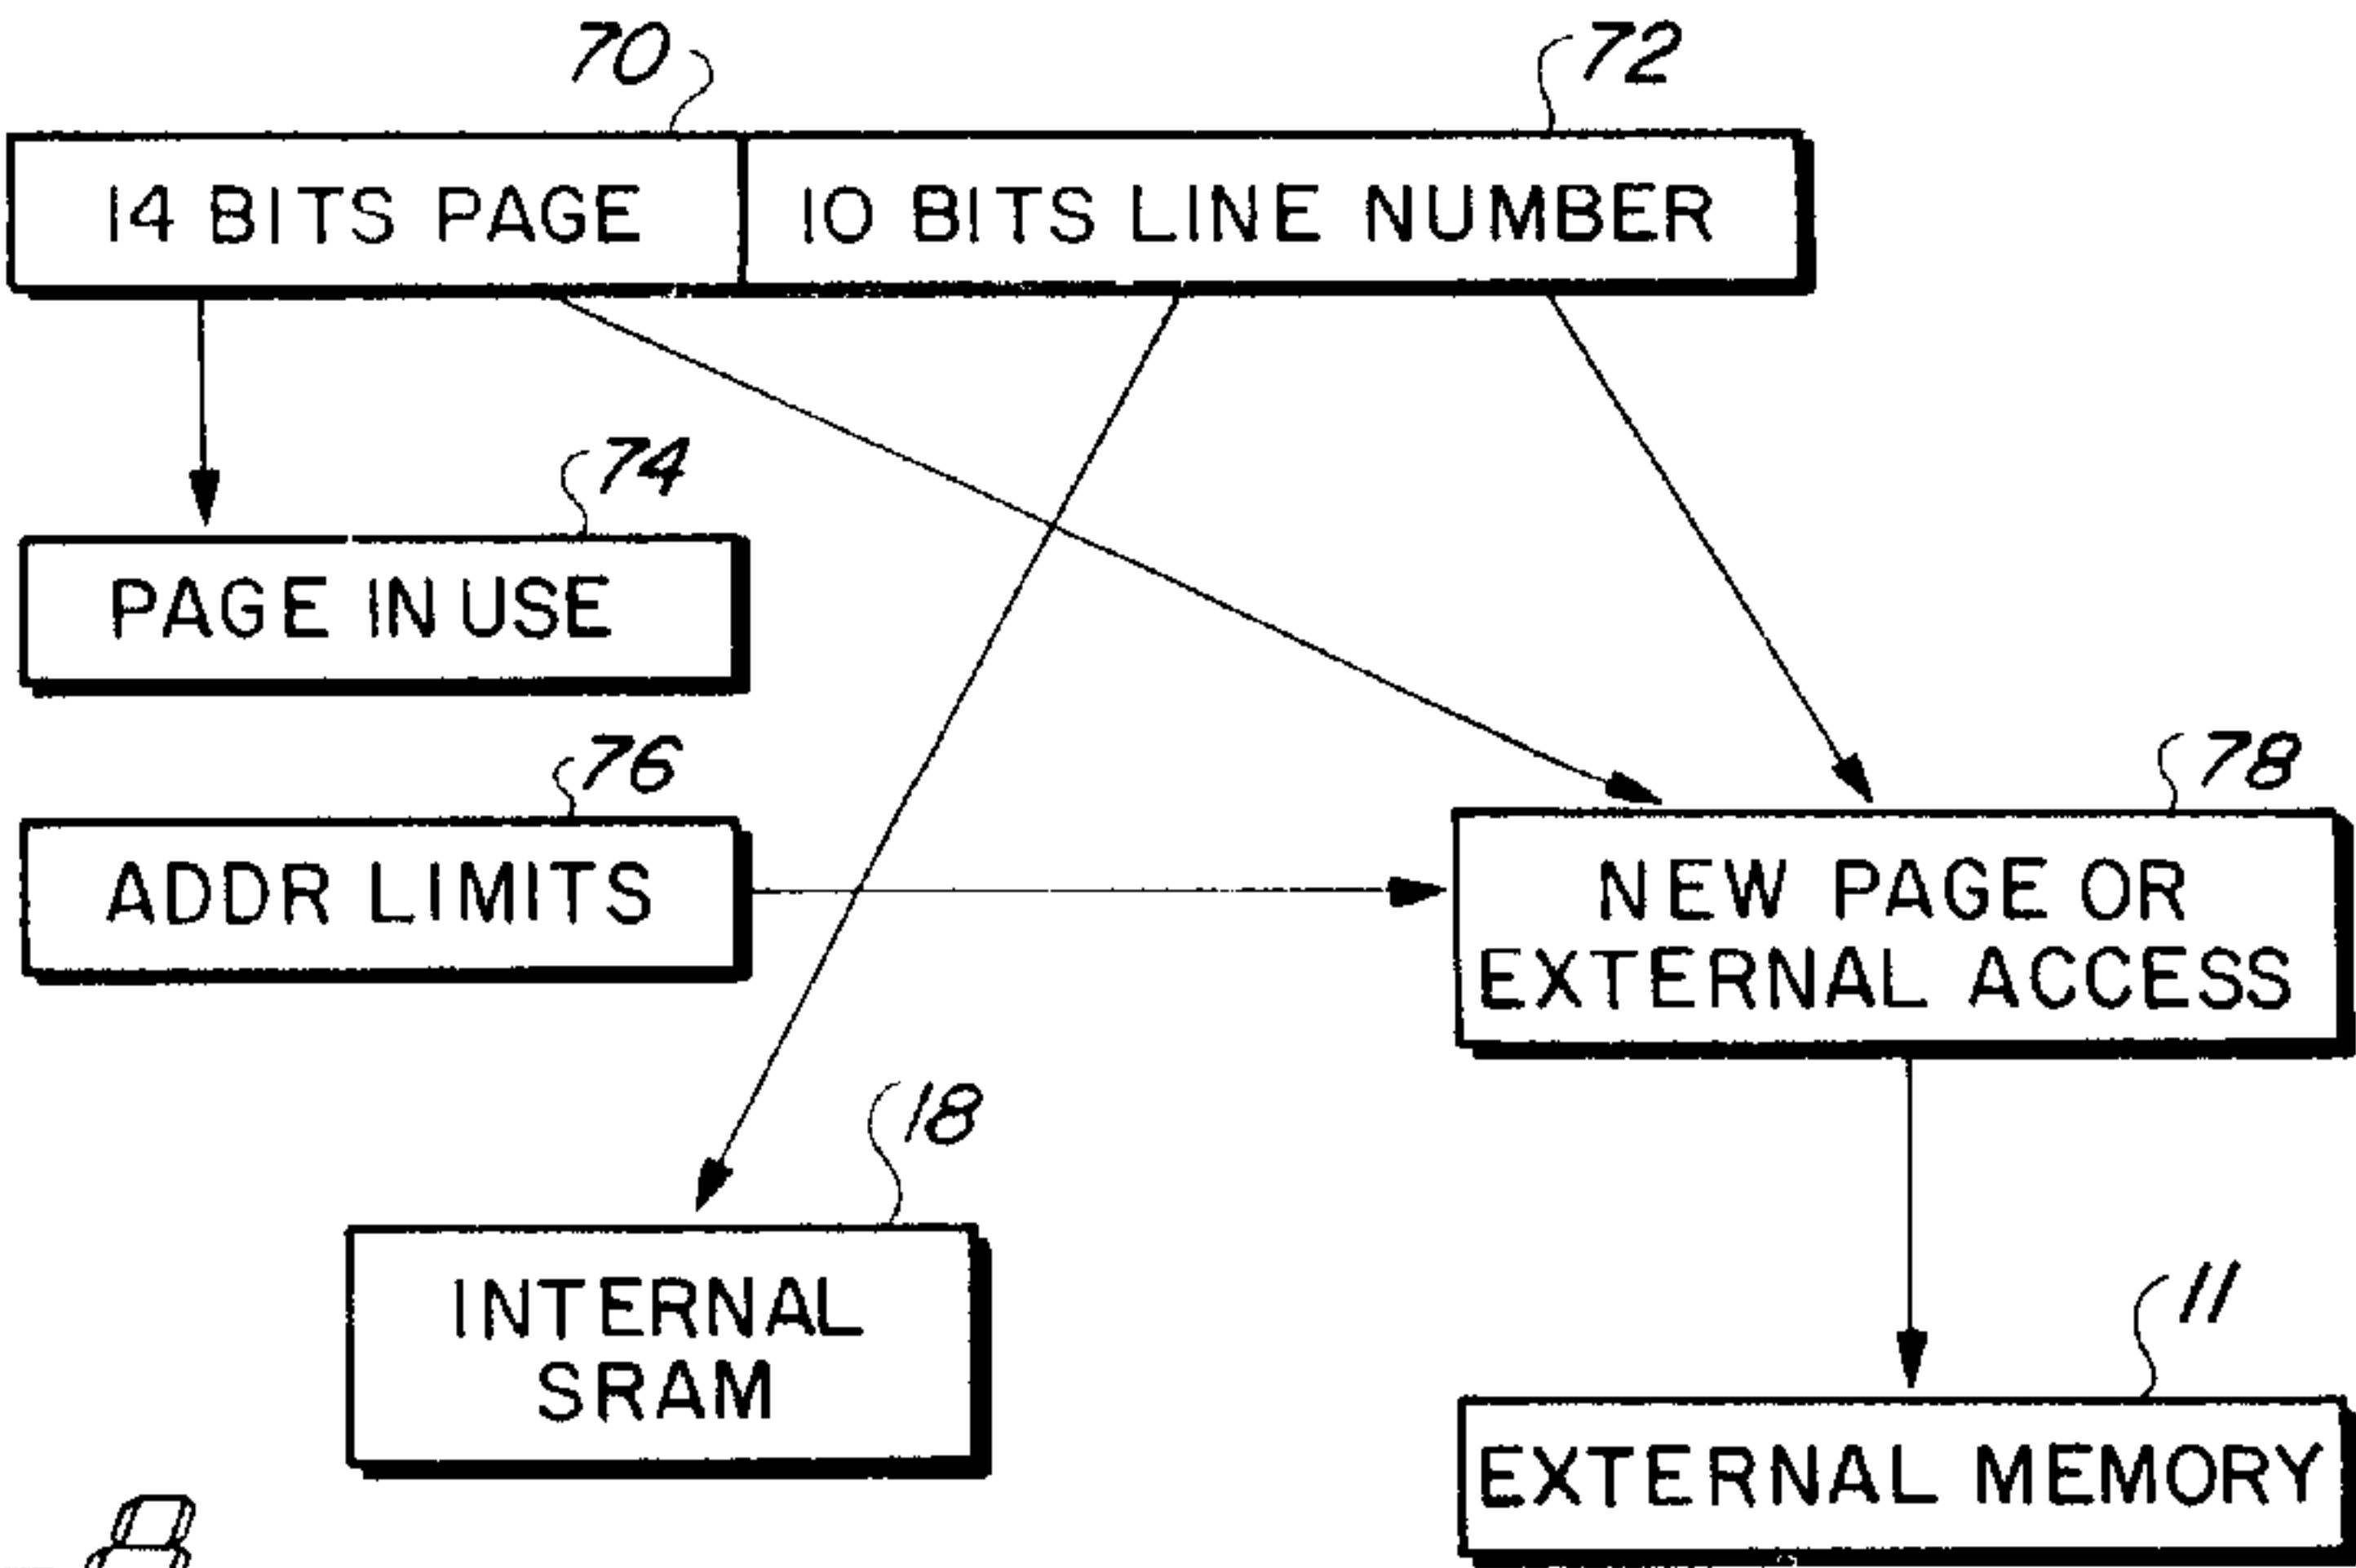 70
72
14 BITS PAGE
10 BITS LINE NUMBER
74
PAGE IN USE
76
ADDR LIMITS
78
NEW PAGE OR
EXTERNAL ACCESS
18
INTERNAL
SRAM
11
EXTERNAL MEMORY